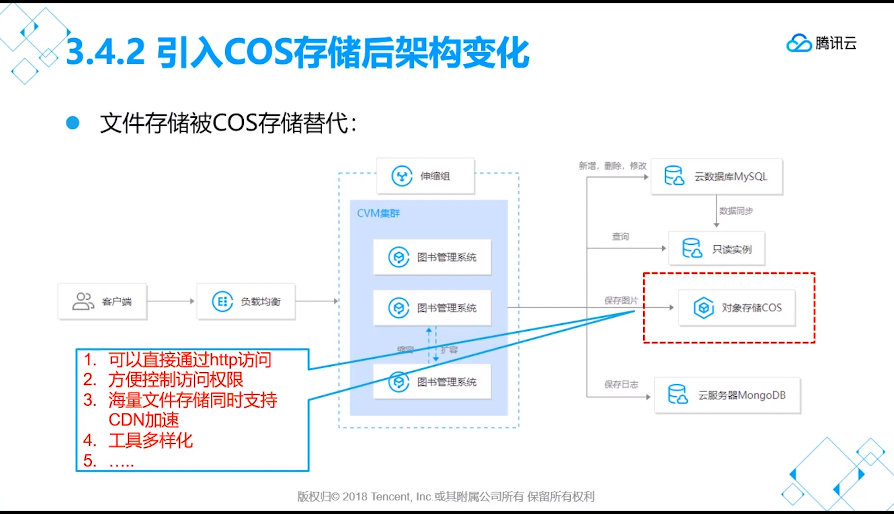 3.4.2 引入COS存储后架构变化
腾讯云
文件存储被COS存储替代：
伸缩组
CVM集群
图书管理系统
图书管理系统
缩容
扩容
图书管理系统
客户端
负载均衡
新增，删除，修改
云数据库MySQL
数据同步
查询
只读实例
保存图片
对象存储COS
保存日志
云服务器MongoDB
1. 可以直接通过http访问
2. 方便控制访问权限
3. 海量文件存储同时支持
CDN加速
4. 工具多样化
5. …..
版权归© 2018 Tencent, Inc 或其附属公司所有 保留所有权利